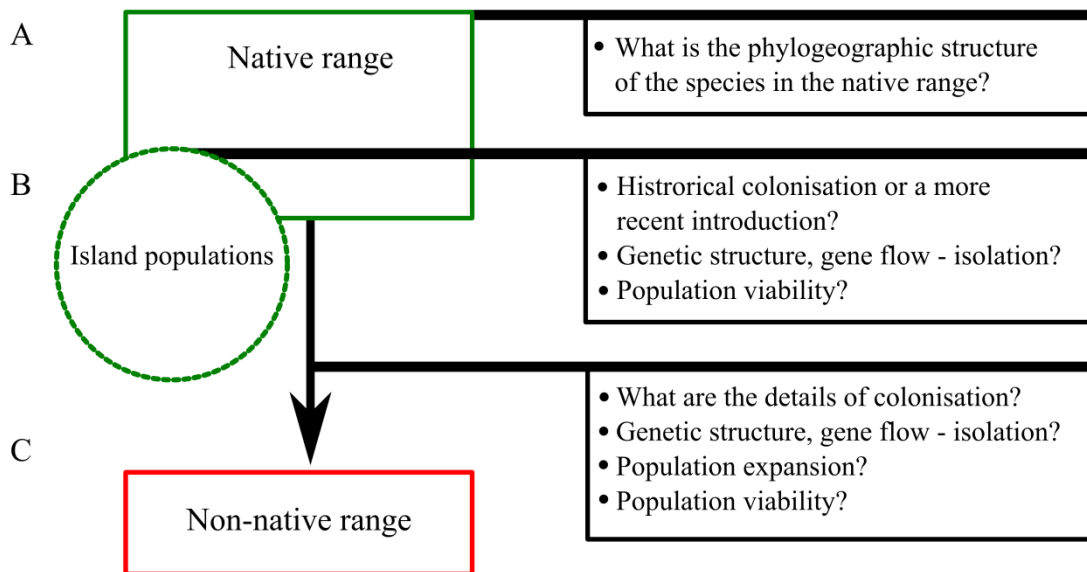 A
Native range
• What is the phylogeographic structure
of the species in the native range?
B
Island populations
• Histrorical colonisation or a more
recent introduction?
• Genetic structure, gene flow - isolation?
• Population viability?
C
• What are the details of colonisation?
• Genetic structure, gene flow - isolation?
• Population expansion?
• Population viability?
Non-native range